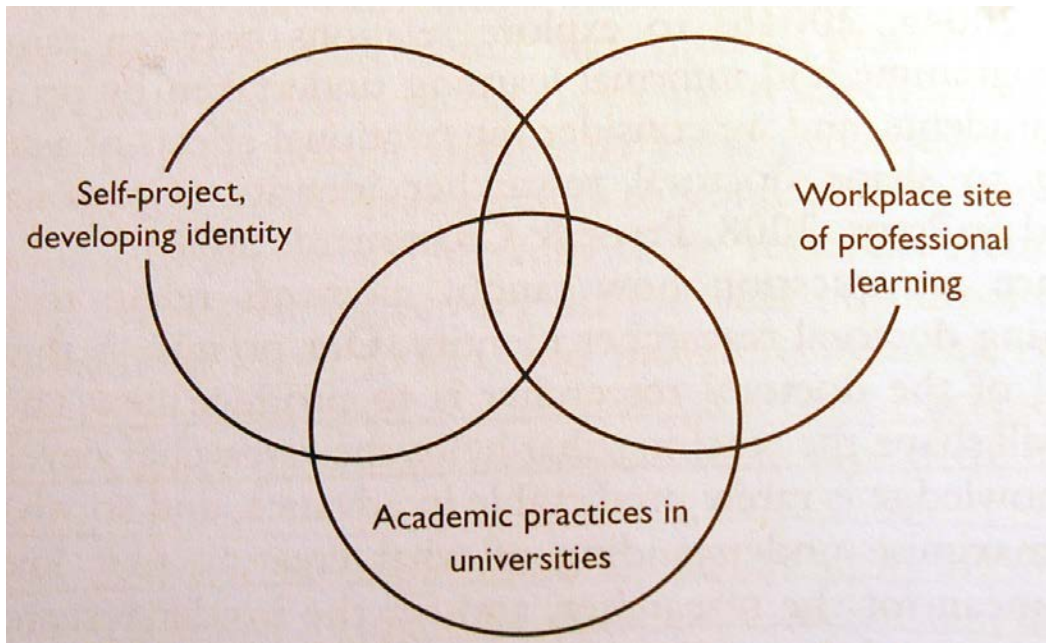 Self-project,
developing identity
Workplace site
of professional
learning
Academic practices in
universities